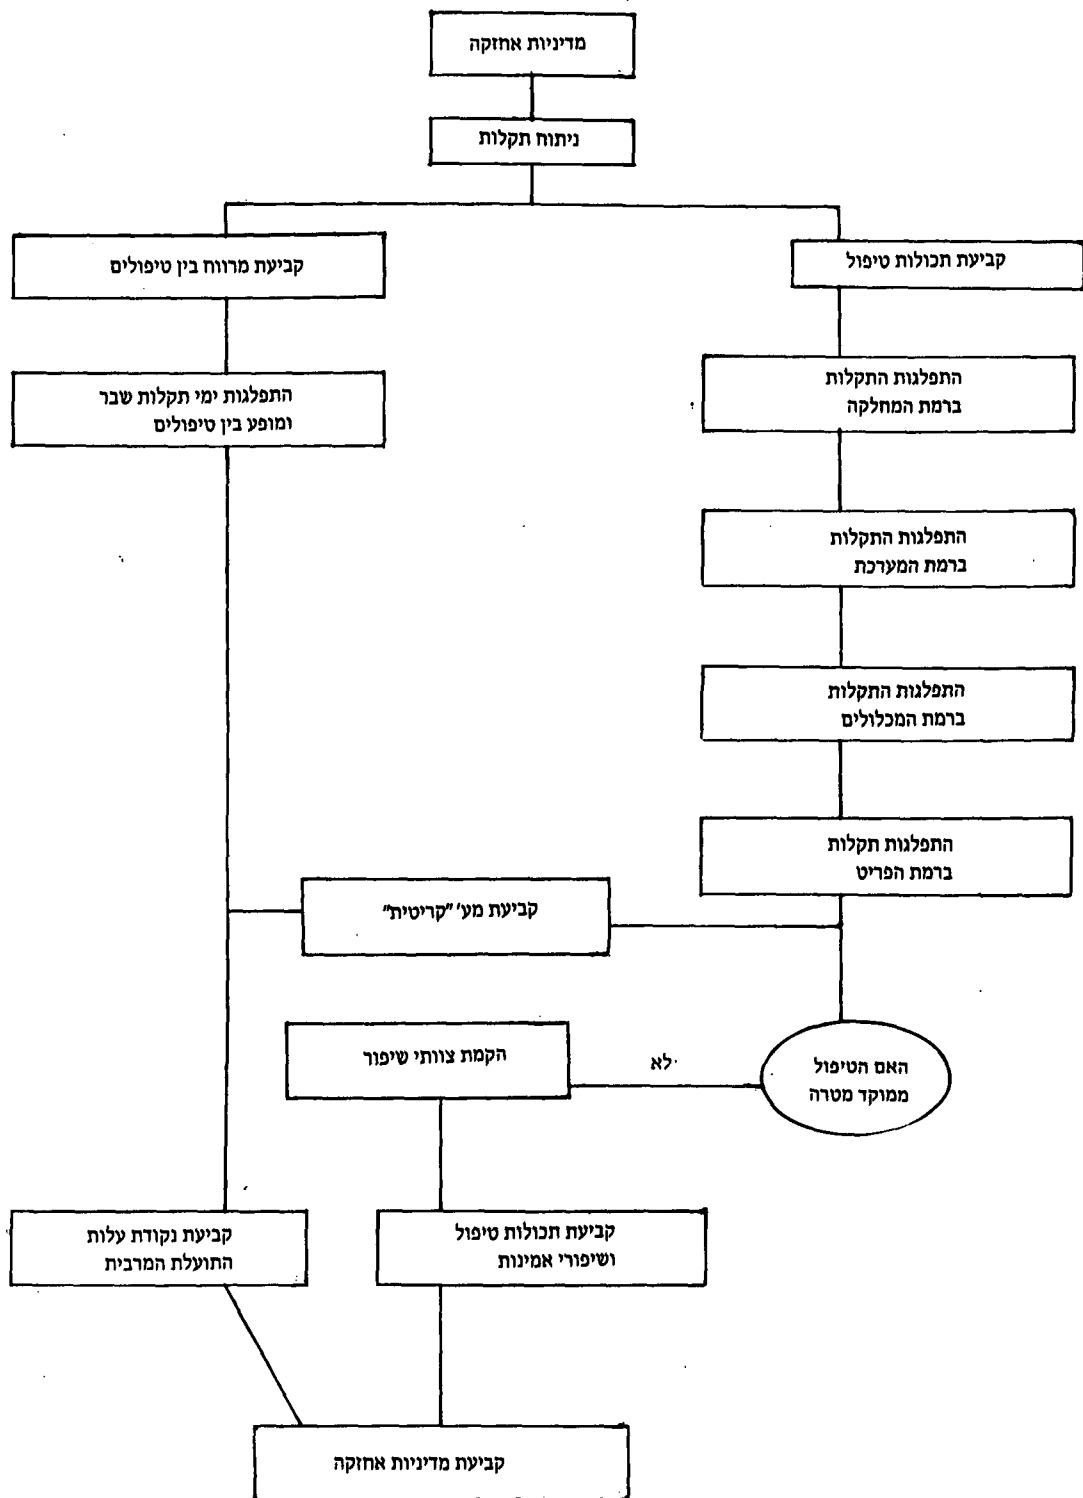 מדיניות אחזקה
ניתוח תקלות
קביעת תכולות טיפול
קביעת מרווח בין טיפולים
התפלגות התקלות
ברמת המחלקה
התפלגות ימי תקלות שבר
ומופע בין טיפולים
התפלגות התקלות
ברמת המערכת
התפלגות התקלות
ברמת המכלולים
התפלגות תקלות
ברמת הפריט
קביעת מע' "קריטית"
האם הטיפול
ממוקד מטרה
לא
הקמת צוותי שיפור
קביעת תכולות טיפול
ושיפורי אמינות
קביעת נקודת עלות
התועלת המרבית
קביעת מדיניות אחזקה